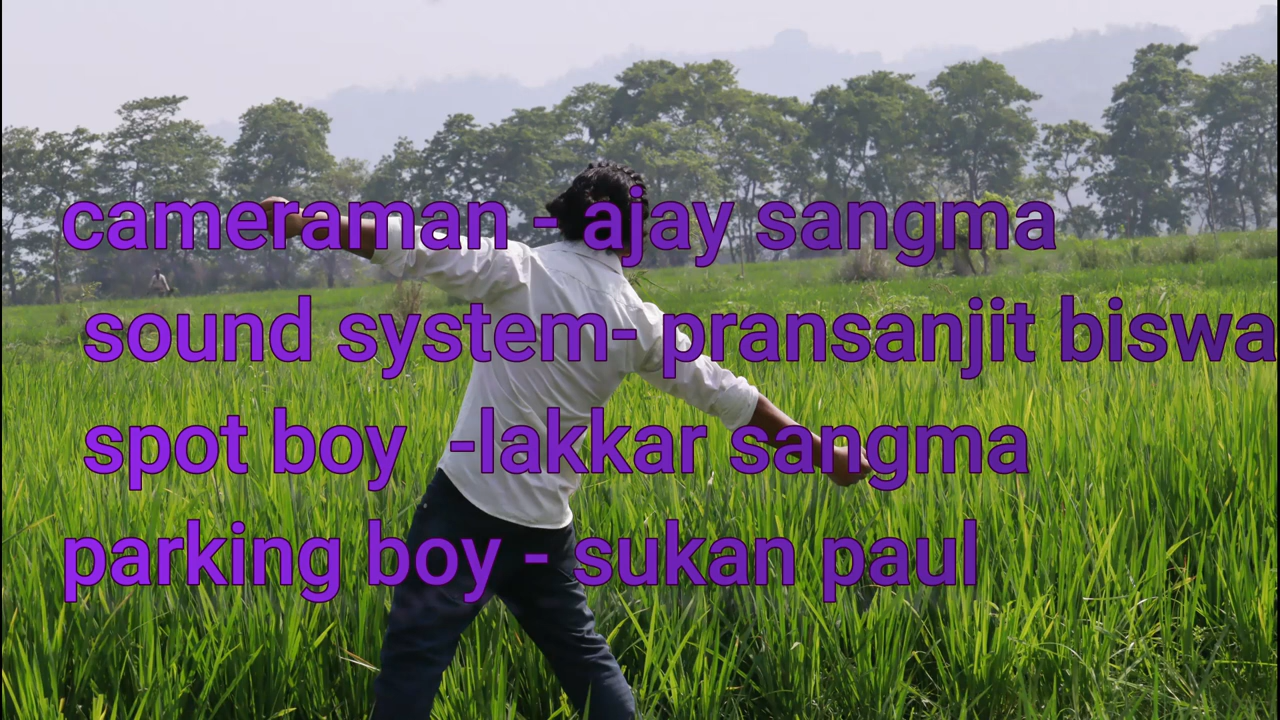 cameraman - ajay sangma
sound system- pransanjit biswa
spot boy -lakkar sangma
parking boy - sukan paul